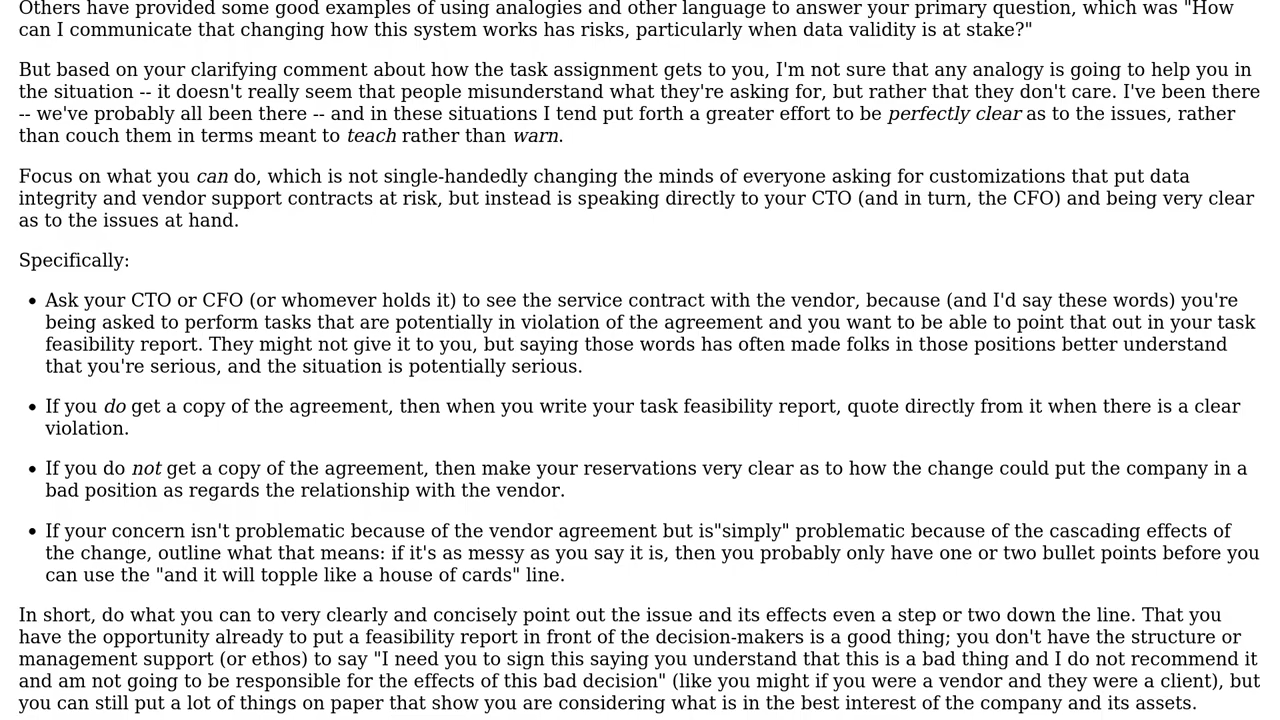 Others have provided some good examples of using analogies and other language to answer your primary question, which was "How
can I communicate that changing how this system works has risks, particularly when data validity is at stake?"
But based on your clarifying comment about how the task assignment gets to you, I'm not sure that any analogy is going to help you in
the situation -- it doesn't really seem that people misunderstand what they're asking for, but rather that they don't care. I've been there
-- we've probably all been there -- and in these situations I tend put forth a greater effort to be perfectly clear as to the issues, rather
than couch them in terms meant to teach rather than warn.
Focus on what you can do, which is not single-handedly changing the minds of everyone asking for customizations that put data
integrity and vendor support contracts at risk, but instead is speaking directly to your CTO (and in turn, the CFO) and being very clear
as to the issues at hand.
Specifically:
• Ask your CTO or CFO (or whomever holds it) to see the service contract with the vendor, because (and I'd say these words) you're
being asked to perform tasks that are potentially in violation of the agreement and you want to be able to point that out in your task
feasibility report. They might not give it to you, but saying those words has often made folks in those positions better understand
that you're serious, and the situation is potentially serious.
• If you do get a copy of the agreement, then when you write your task feasibility report, quote directly from it when there is a clear
violation.
• If you do not get a copy of the agreement, then make your reservations very clear as to how the change could put the company in a
bad position as regards the relationship with the vendor.
• If your concern isn't problematic because of the vendor agreement but is"simply" problematic because of the cascading effects of
the change, outline what that means: if it's as messy as you say it is, then you probably only have one or two bullet points before you
can use the "and it will topple like a house of cards" line.
In short, do what you can to very clearly and concisely point out the issue and its effects even a step or two down the line. That you
have the opportunity already to put a feasibility report in front of the decision-makers is a good thing; you don't have the structure or
management support (or ethos) to say "I need you to sign this saying you understand that this is a bad thing and I do not recommend it
and am not going to be responsible for the effects of this bad decision" (like you might if you were a vendor and they were a client), but
you can still put a lot of things on paper that show you are considering what is in the best interest of the company and its assets.